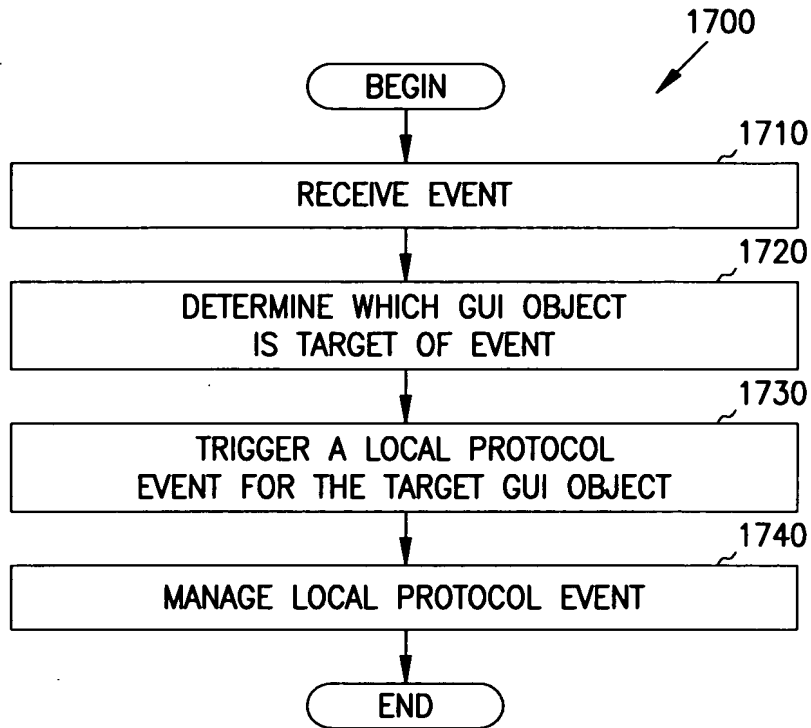 1700
BEGIN
1710
RECEIVE EVENT
1720
DETERMINE WHICH GUI OBJECT
IS TARGET OF EVENT
1730
TRIGGER A LOCAL PROTOCOL
EVENT FOR THE TARGET GUI OBJECT
1740
MANAGE LOCAL PROTOCOL EVENT
END